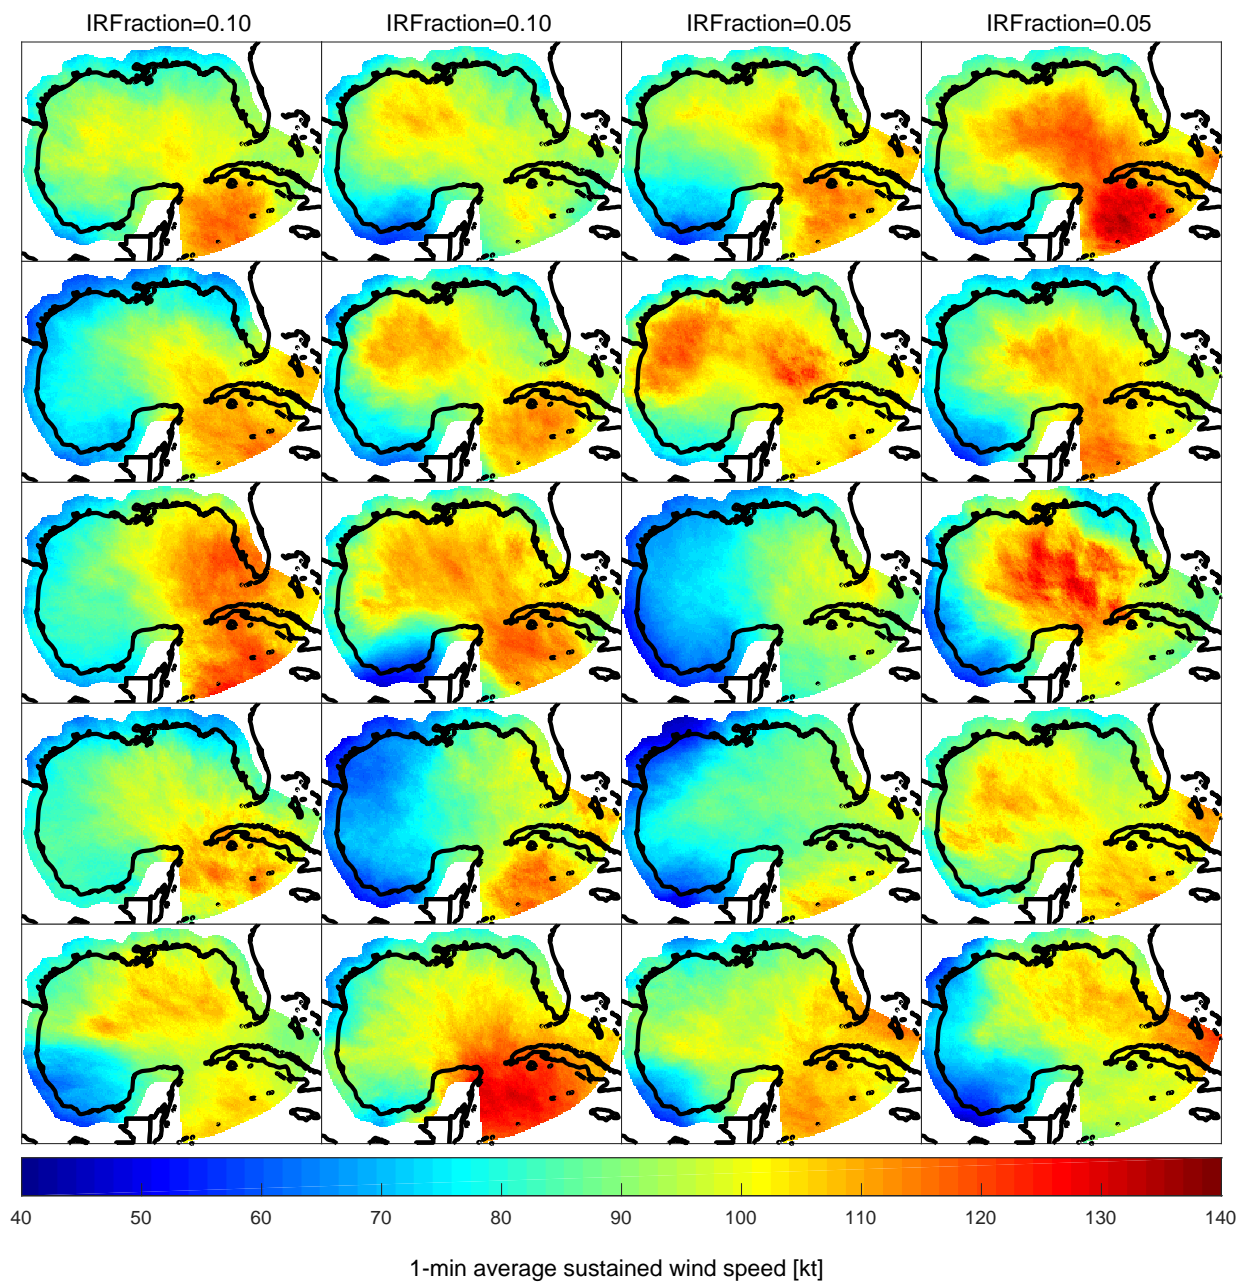 IRFraction=0.10 IRFraction=0.10 IRFraction=0.05 IRFraction=0.05
40 50 60 70 80 90 100 110 120 130 140
1-min average sustained wind speed [kt]